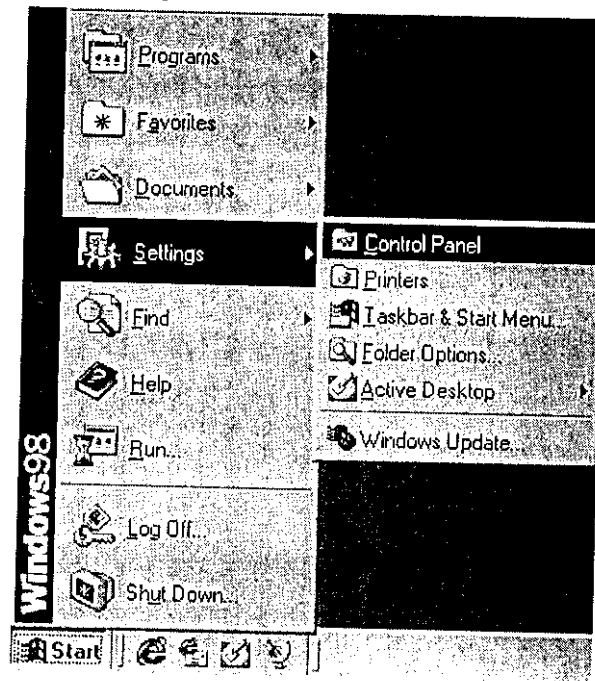 Programs
Favorites
Documents
Settings
Find
Help
Run...
Log Off...
Shut Down...
Windows98
Control Panel
Printers
Taskbar & Start Menu...
Folder Options...
Active Desktop
Windows Update...
Start